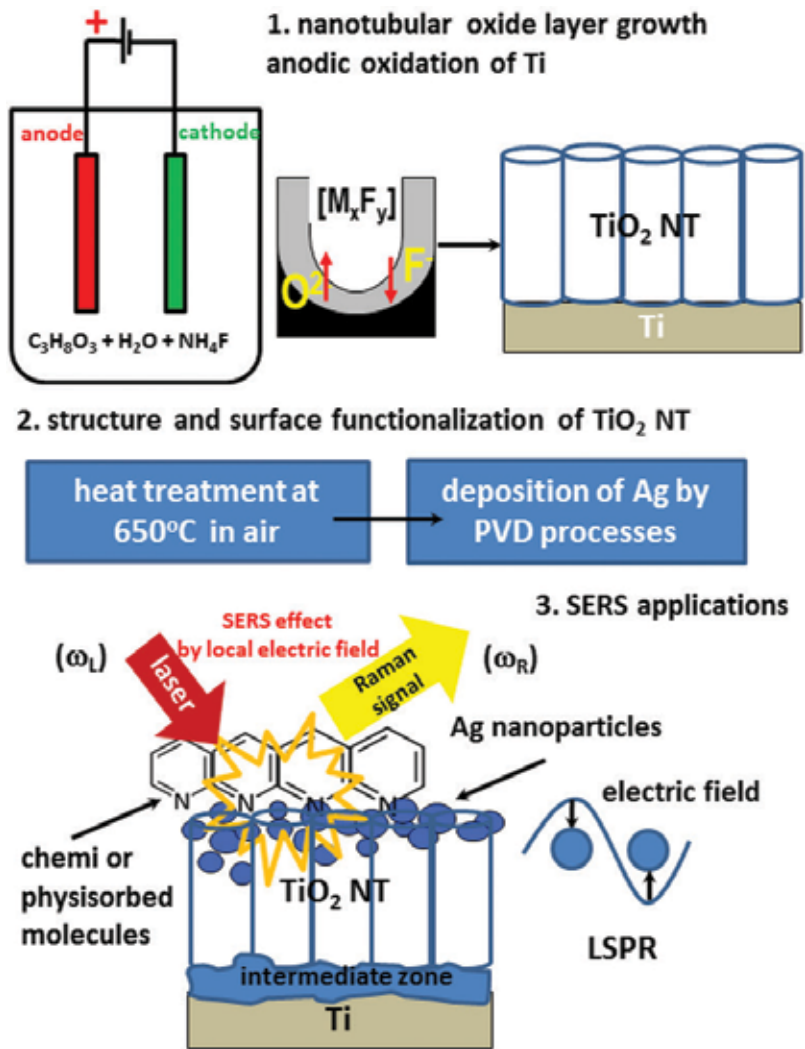 1. nanotubular oxide layer growth
anodic oxidation of Ti
+
anode
cathode
C₃H₈O₃ + H₂O + NH₄F
[MₓFᵧ]
O²⁻
F⁻
TiO₂ NT
Ti
2. structure and surface functionalization of TiO₂ NT
heat treatment at
650°C in air
deposition of Ag by
PVD processes
3. SERS applications
SERS effect
by local electric field
(ω_L)
laser
Raman
signal
(ω_R)
Ag nanoparticles
electric field
N
N
N
N
chemi or
physisorbed
molecules
TiO₂ NT
LSPR
intermediate zone
Ti